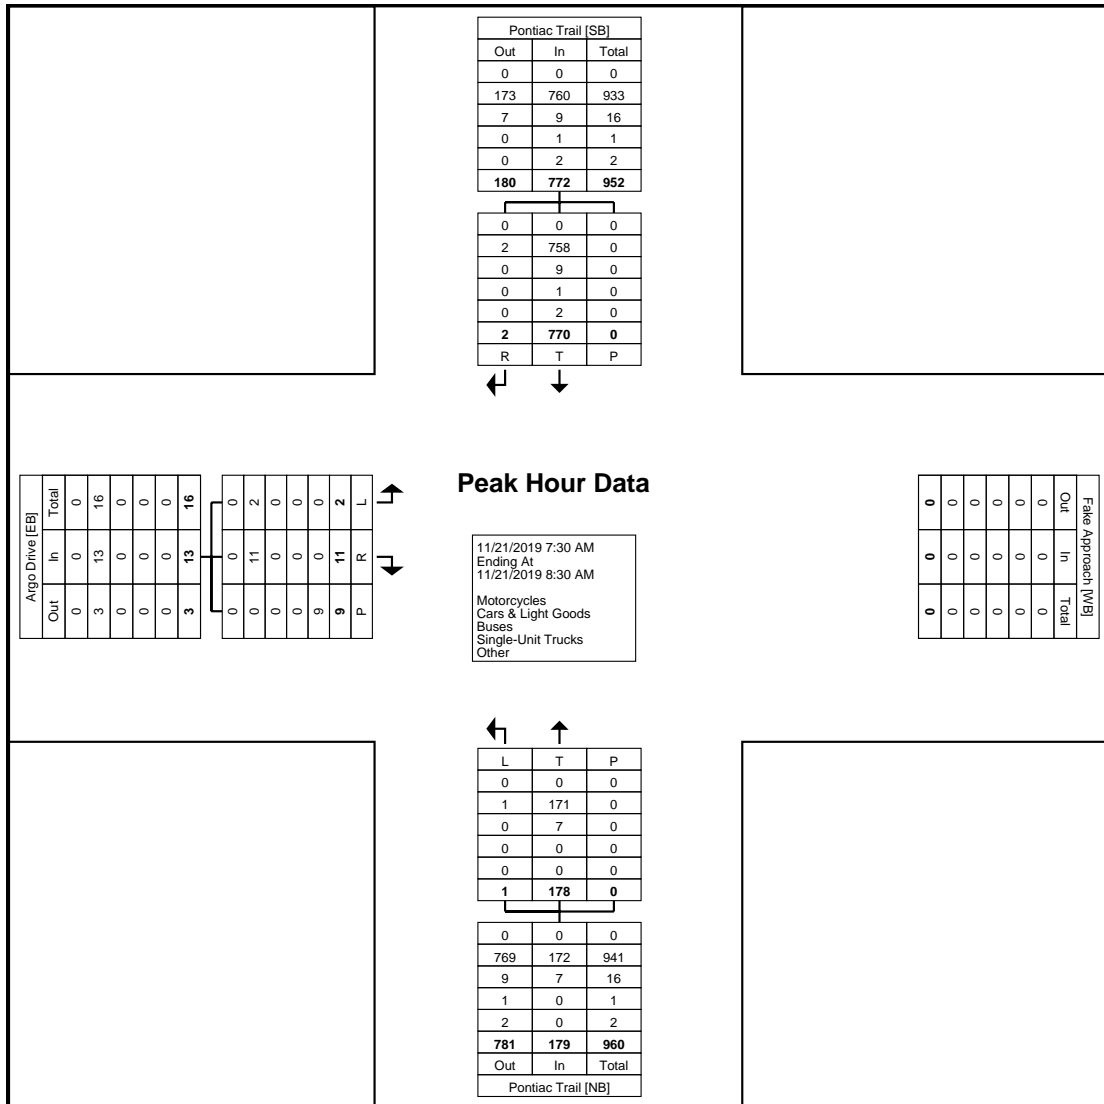 Pontiac Trail [SB]
Out In Total
0 0 0
173 760 933
7 9 16
0 1 1
0 2 2
180 772 952
0 0 0
2 758 0
0 9 0
0 1 0
0 2 0
2 770 0
R T P
Argo Drive [EB]
Out In Total
0 0 0
3 13 16
0 0 0
0 0 0
0 0 0
3 13 16
0 0 0
0 11 2
0 0 0
0 0 0
9 0 0
9 11 2
P R L
Peak Hour Data
11/21/2019 7:30 AM
Ending At
11/21/2019 8:30 AM
Motorcycles
Cars & Light Goods
Buses
Single-Unit Trucks
Other
Fake Approach [WB]
Out In Total
0 0 0
0 0 0
0 0 0
0 0 0
0 0 0
0 0 0
L T P
0 0 0
1 171 0
0 7 0
0 0 0
0 0 0
1 178 0
0 0 0
769 172 941
9 7 16
1 0 1
2 0 2
781 179 960
Out In Total
Pontiac Trail [NB]